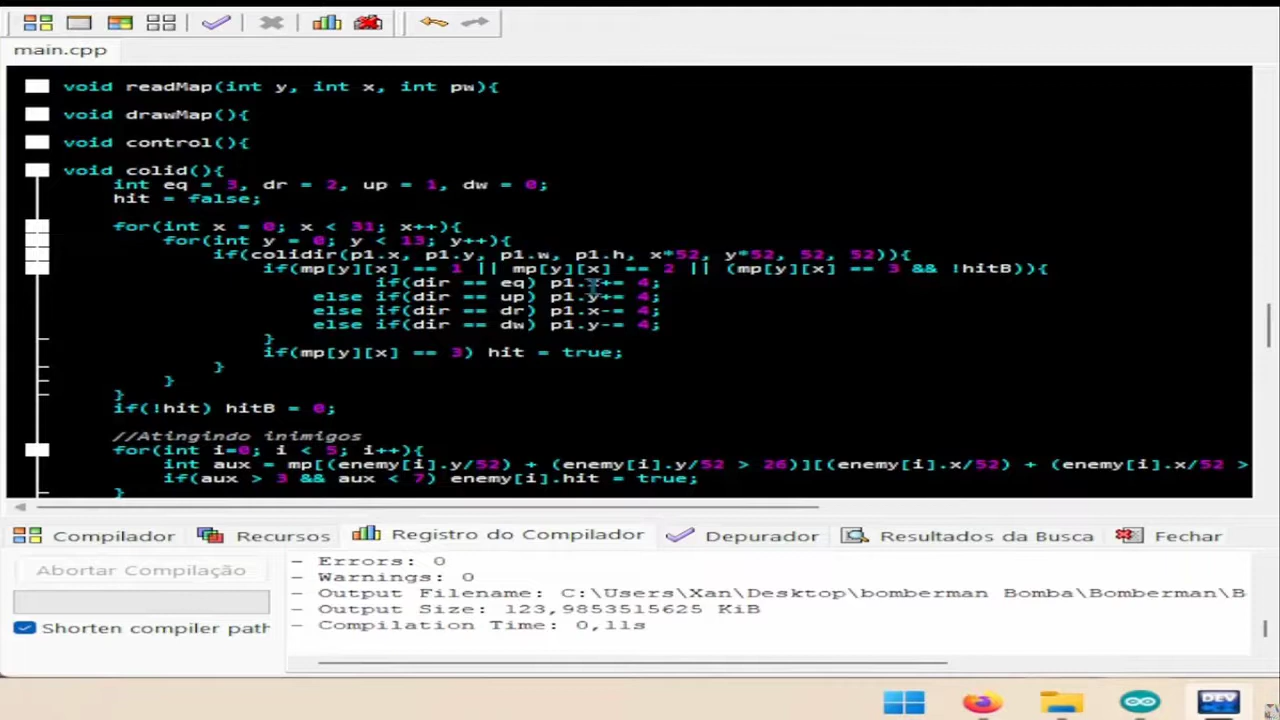 main.cpp
void readMap(int y, int x, int pw){
void drawMap(){
void control(){
void colid(){
int eq = 3, dr = 2, up = 1, dw = 0;
hit = false;
for(int x = 0; x < 31; x++){
for(int y = 0; y < 13; y++){
if(colidir(p1.x, p1.y, p1.w, p1.h, x*52, y*52, 52, 52)){
if(mp[y][x] == 1 || mp[y][x] == 2 || (mp[y][x] == 3 && !hitB)){
if(dir == eq) p1.x+= 4;
else if(dir == up) p1.y+= 4;
else if(dir == dr) p1.x-= 4;
else if(dir == dw) p1.y-= 4;
}
if(mp[y][x] == 3) hit = true;
}
}
}
if(!hit) hitB = 0;
//Atingindo inimigos
for(int i=0; i < 5; i++){
int aux = mp[(enemy[i].y/52) + (enemy[i].y/52 > 26)][(enemy[i].x/52) + (enemy[i].x/52 >
if(aux > 3 && aux < 7) enemy[i].hit = true;
}
Compilador Recursos Registro do Compilador Depurador Resultados da Busca Fechar
Abortar Compilação
Shorten compiler path
- Errors: 0
- Warnings: 0
- Output Filename: C:\Users\Xan\Desktop\bomberman Bomba\Bomberman\B
- Output Size: 123,9853515625 KiB
- Compilation Time: 0,11s
DEV